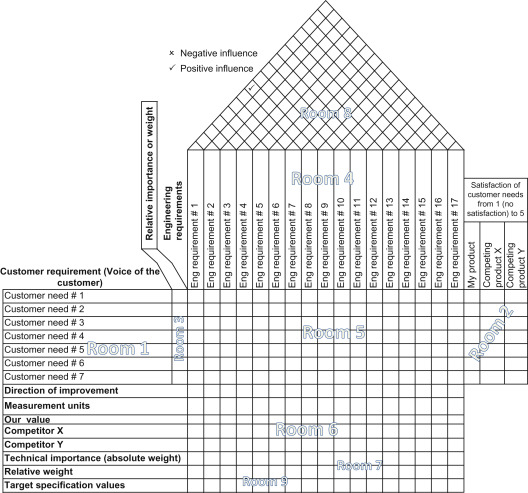 × Negative influence
✓ Positive influence
✓
Room 8
Relative importance or weight
Engineering
requirements
Room 4
Eng requirement # 1
Eng requirement # 2
Eng requirement # 3
Eng requirement # 4
Eng requirement # 5
Eng requirement # 6
Eng requirement # 7
Eng requirement # 8
Eng requirement # 9
Eng requirement # 10
Eng requirement # 11
Eng requirement # 12
Eng requirement # 13
Eng requirement # 14
Eng requirement # 15
Eng requirement # 16
Eng requirement # 17
Satisfaction of
customer needs
from 1 (no
satisfaction) to 5
My product
Competing
product X
Competing
product Y
Customer requirement (Voice of the
customer)
Customer need # 1
Customer need # 2
Customer need # 3
Customer need # 4
Customer need # 5
Customer need # 6
Customer need # 7
Room 1
Room 3
Room 5
Room 2
Direction of improvement
Measurement units
Our value
Competitor X
Room 6
Competitor Y
Technical importance (absolute weight)
Room 7
Relative weight
Room 9
Target specification values